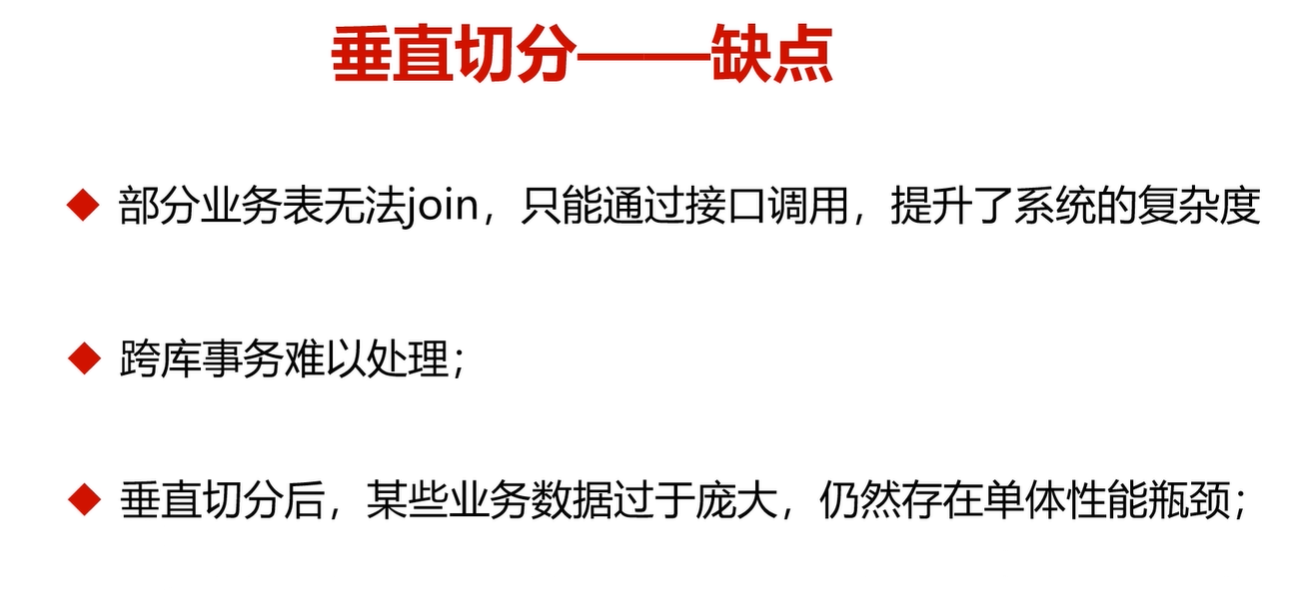 垂直切分——缺点
部分业务表无法join，只能通过接口调用，提升了系统的复杂度
跨库事务难以处理；
垂直切分后，某些业务数据过于庞大，仍然存在单体性能瓶颈；